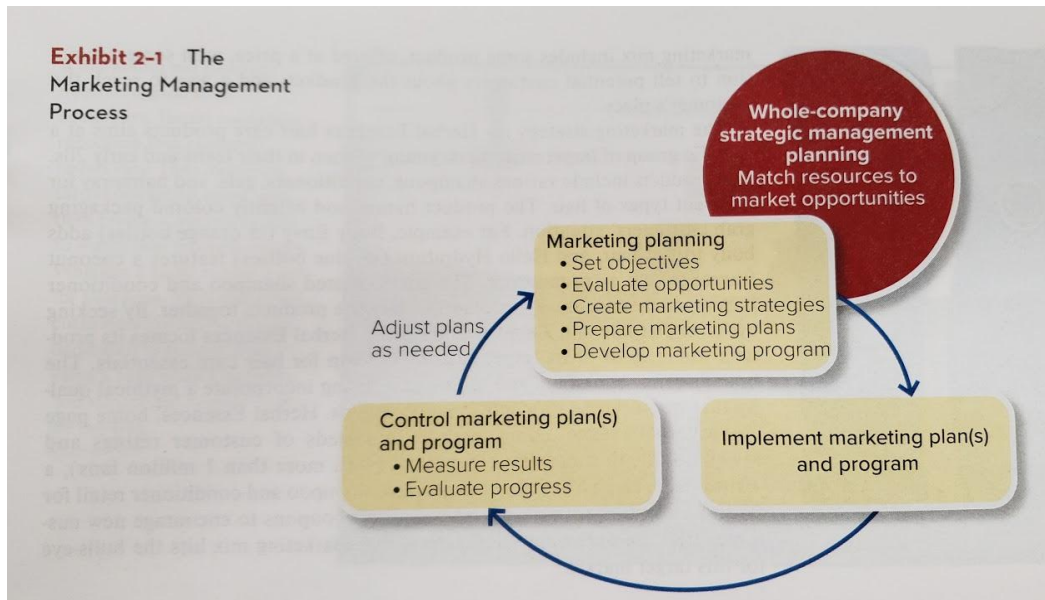 Exhibit 2-1 The
Marketing Management
Process
Whole-company
strategic management
planning
Match resources to
market opportunities
Marketing planning
• Set objectives
• Evaluate opportunities
• Create marketing strategies
• Prepare marketing plans
• Develop marketing program
Adjust plans
as needed
Control marketing plan(s)
and program
• Measure results
• Evaluate progress
Implement marketing plan(s)
and program